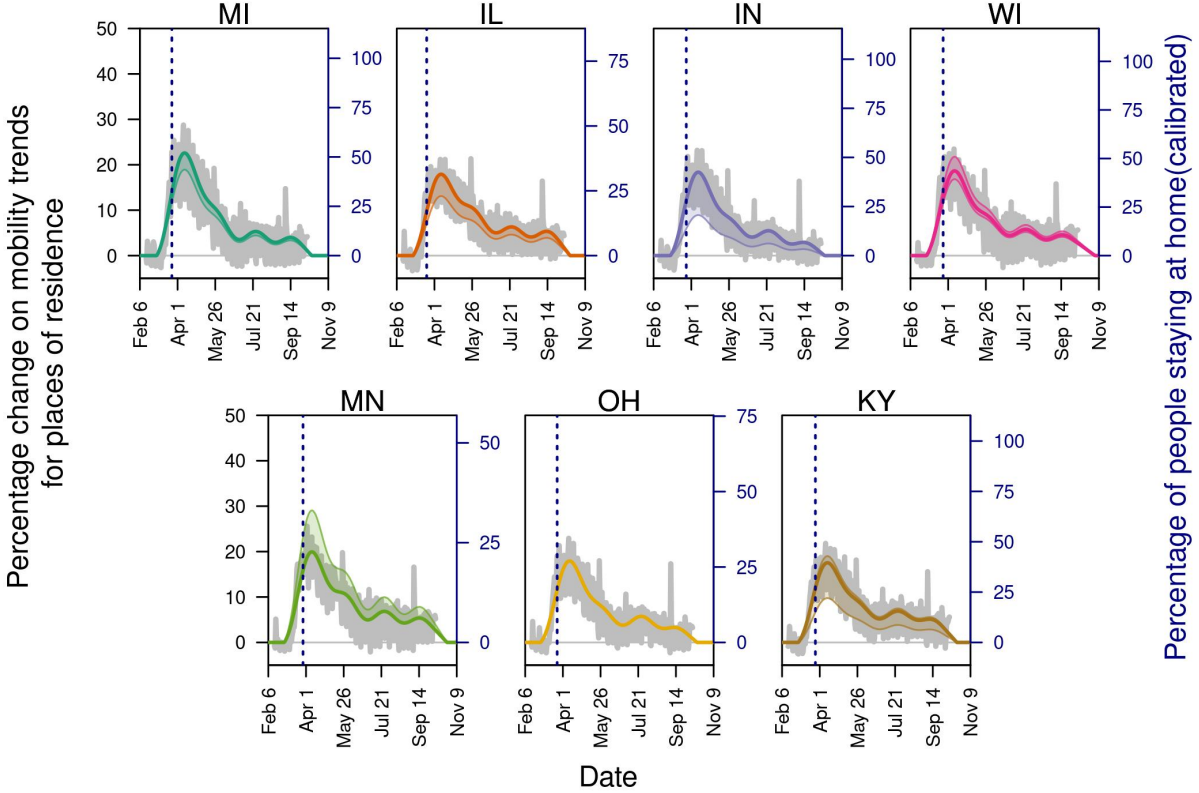 MI
IL
IN
WI
50
40
30
20
10
0
100
75
50
25
0
75
50
25
0
100
75
50
25
0
100
75
50
25
0
Feb 6
Apr 1
May 26
Jul 21
Sep 14
Nov 9
Feb 6
Apr 1
May 26
Jul 21
Sep 14
Nov 9
Feb 6
Apr 1
May 26
Jul 21
Sep 14
Nov 9
Feb 6
Apr 1
May 26
Jul 21
Sep 14
Nov 9
Percentage change on mobility trends
for places of residence
Percentage of people staying at home(calibrated)
MN
OH
KY
50
40
30
20
10
0
50
25
0
75
50
25
0
100
75
50
25
0
Feb 6
Apr 1
May 26
Jul 21
Sep 14
Nov 9
Feb 6
Apr 1
May 26
Jul 21
Sep 14
Nov 9
Feb 6
Apr 1
May 26
Jul 21
Sep 14
Nov 9
Date